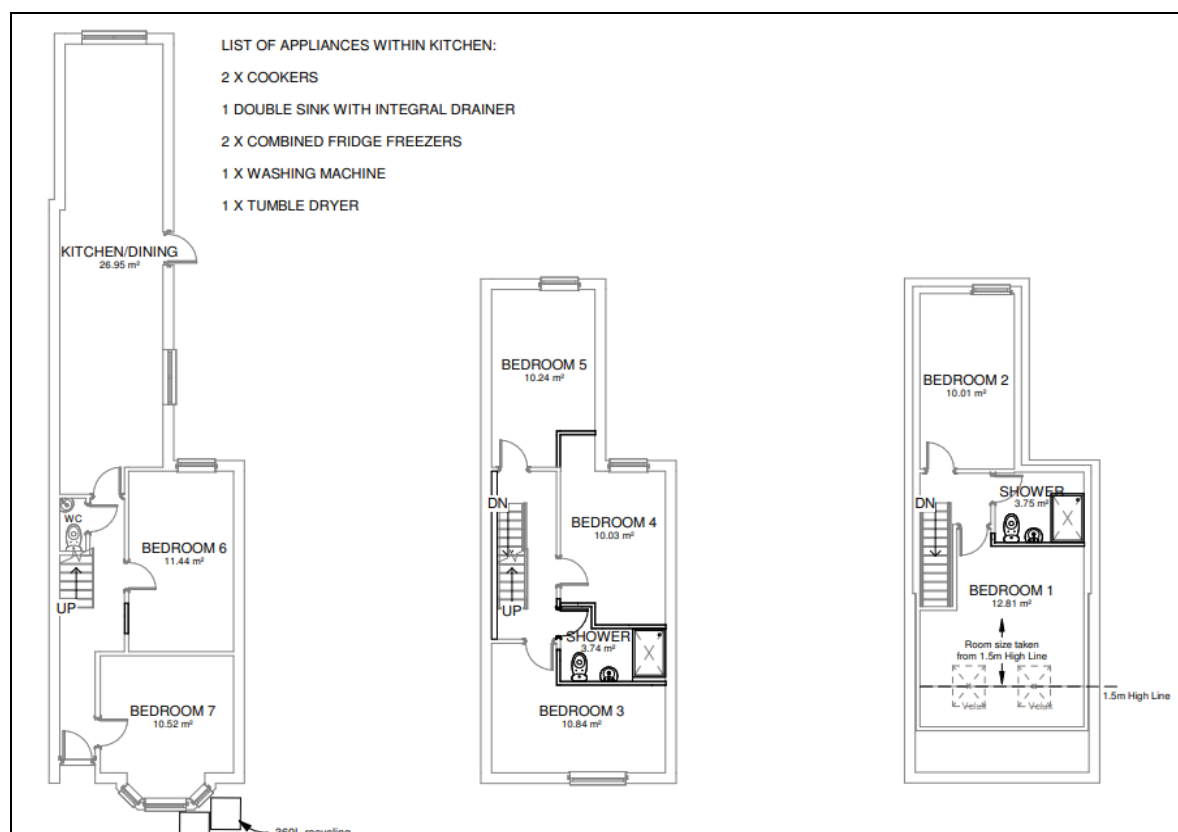 LIST OF APPLIANCES WITHIN KITCHEN:
2 X COOKERS
1 DOUBLE SINK WITH INTEGRAL DRAINER
2 X COMBINED FRIDGE FREEZERS
1 X WASHING MACHINE
1 X TUMBLE DRYER
KITCHEN/DINING
26.95 m²
WC
UP
BEDROOM 6
11.44 m²
BEDROOM 7
10.52 m²
360L recycling
BEDROOM 5
10.24 m²
DN
BEDROOM 4
10.03 m²
UP
SHOWER
3.74 m²
BEDROOM 3
10.84 m²
BEDROOM 2
10.01 m²
DN
SHOWER
3.75 m²
BEDROOM 1
12.81 m²
Room size taken
from 1.5m High Line
1.5m High Line
Velux
Velux